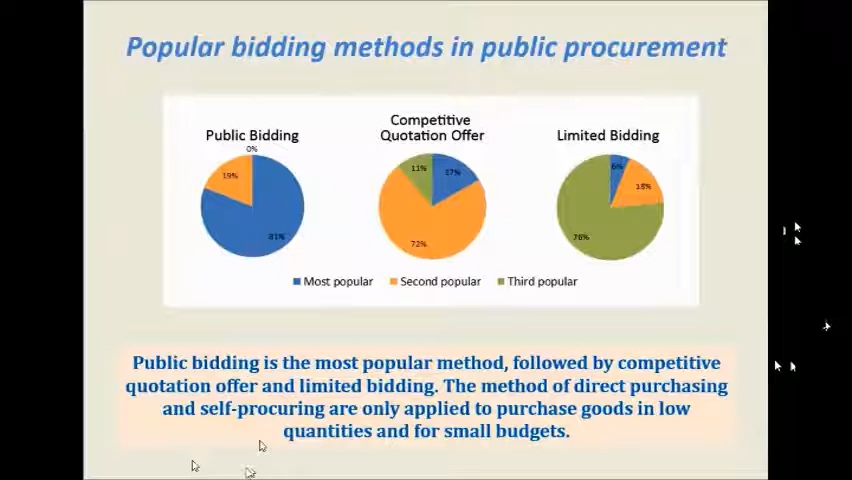 Popular bidding methods in public procurement
Public Bidding
Competitive
Quotation Offer
Limited Bidding
0%
19%
81%
11%
17%
72%
6%
18%
76%
Most popular
Second popular
Third popular
Public bidding is the most popular method, followed by competitive
quotation offer and limited bidding. The method of direct purchasing
and self-procuring are only applied to purchase goods in low
quantities and for small budgets.